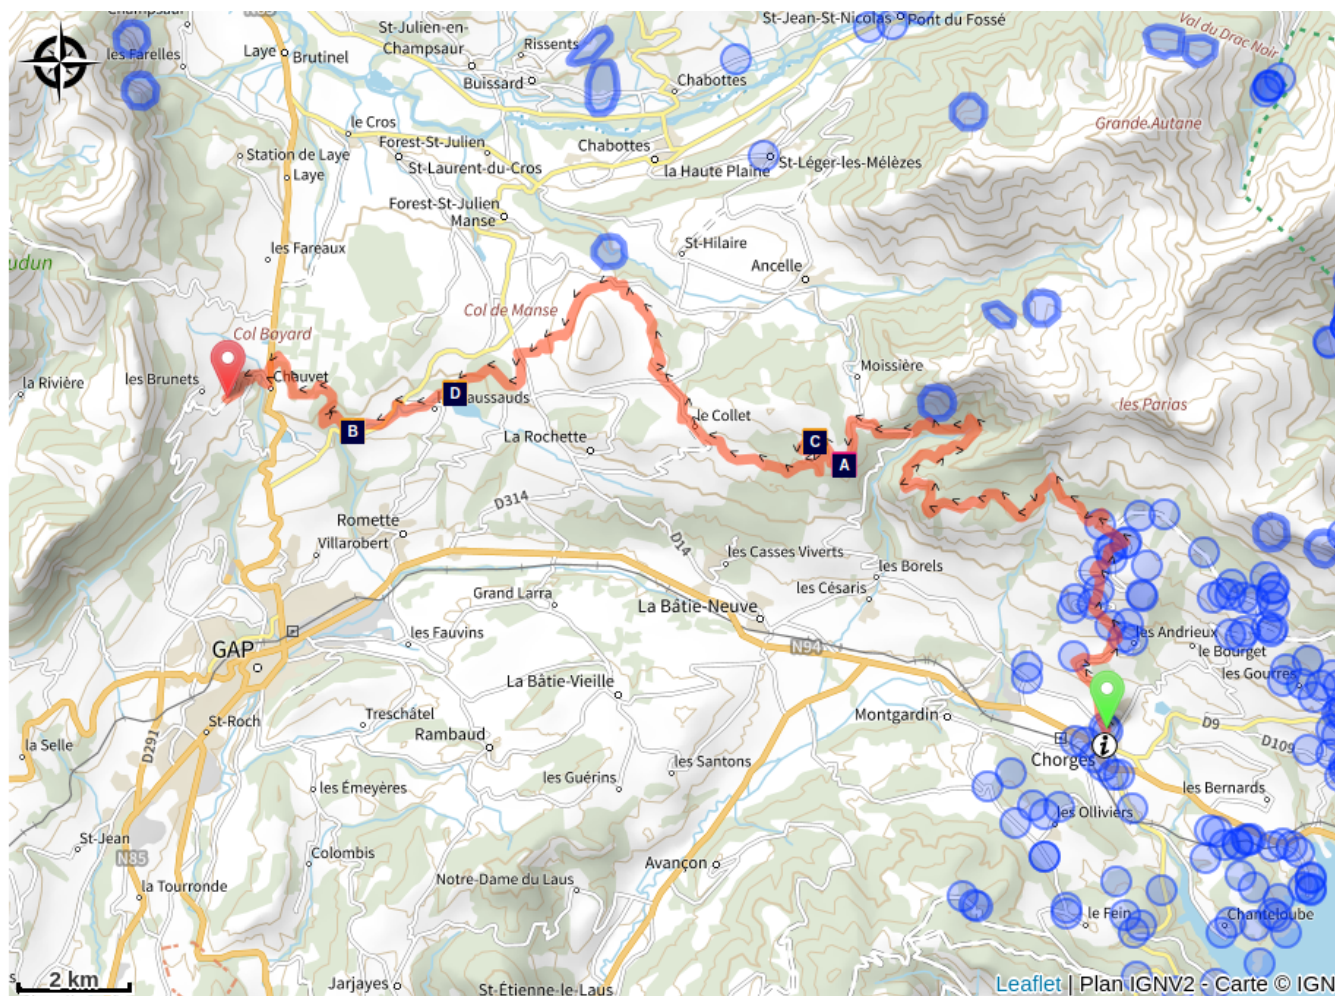 Champsaur
N85
St-Julien-en-
Champsaur
St-Jean-St-Nicolas
Pont du Fossé
Val du Drac Noir
les Farelles
Laye
Brutinel
Rissents
Buissard
Chabottes
le Cros
Forest-St-Julien
Chabottes
Grande Autane
Station de Laye
St-Laurent-du-Cros
la Haute Plaine
St-Léger-les-Mélèzes
Laye
Forest-St-Julien
Manse
les Fareaux
St-Hilaire
Ancelle
udun
Col de Manse
Col Bayard
Moissière
la Rivière
les Brunets
Chauvet
D
aussauds
les Parias
B
La Rochette
le Collet
C
A
D314
Romette
Villarobert
D14
les Casses Viverts
les Borels
les Césaris
Grand Larra
La Bâtie-Neuve
GAP
les Fauvins
N94
les Andrieux
le Bourget
les Gourres
La Bâtie-Vieille
St-Roch
Treschâtel
Rambaud
Montgardin
D9
D109
la Selle
D291
les Santons
i
Chorges
les Guérins
les Émeyères
les Bernards
les Olliviers
St-Jean
N85
Colombis
Avançon
la Tourronde
Notre-Dame du Laus
le Fein
Chanteloube
s
2 km
Jarjayes
St-Étienne-le-Laus
Leaflet | Plan IGNV2 - Carte © IGN